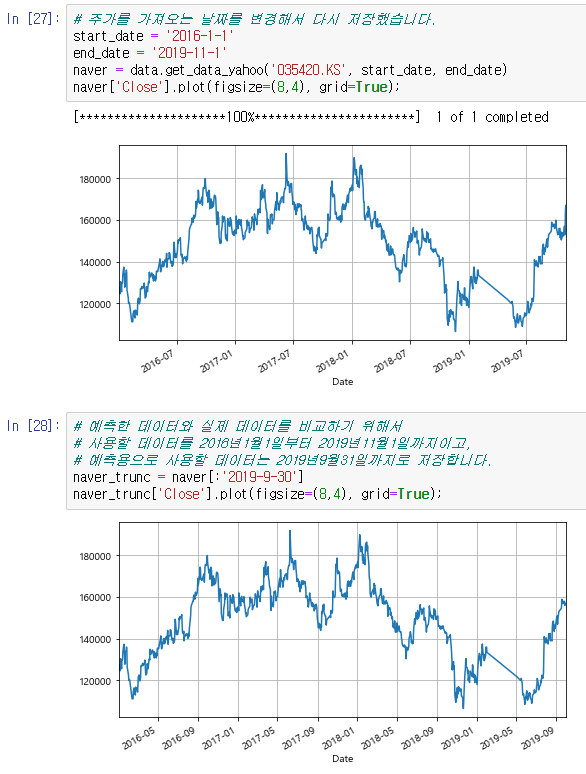 In [27]:
# 주가를 가져오는 날짜를 변경해서 다시 저장했습니다.
start_date = '2016-1-1'
end_date = '2019-11-1'
naver = data.get_data_yahoo('035420.KS', start_date, end_date)
naver['Close'].plot(figsize=(8,4), grid=True);
[*********************100%***********************] 1 of 1 completed
180000
160000
140000
120000
2016-07 2017-01 2017-07 2018-01 2018-07 2019-01 2019-07
Date
In [28]:
# 예측한 데이터와 실제 데이터를 비교하기 위해서
# 사용할 데이터를 2016년1월1일부터 2019년11월1일까지이고,
# 예측용으로 사용할 데이터는 2019년9월31일까지로 저장합니다.
naver_trunc = naver[:'2019-9-30']
naver_trunc['Close'].plot(figsize=(8,4), grid=True);
180000
160000
140000
120000
2016-05 2016-09 2017-01 2017-05 2017-09 2018-01 2018-05 2018-09 2019-01 2019-05 2019-09
Date